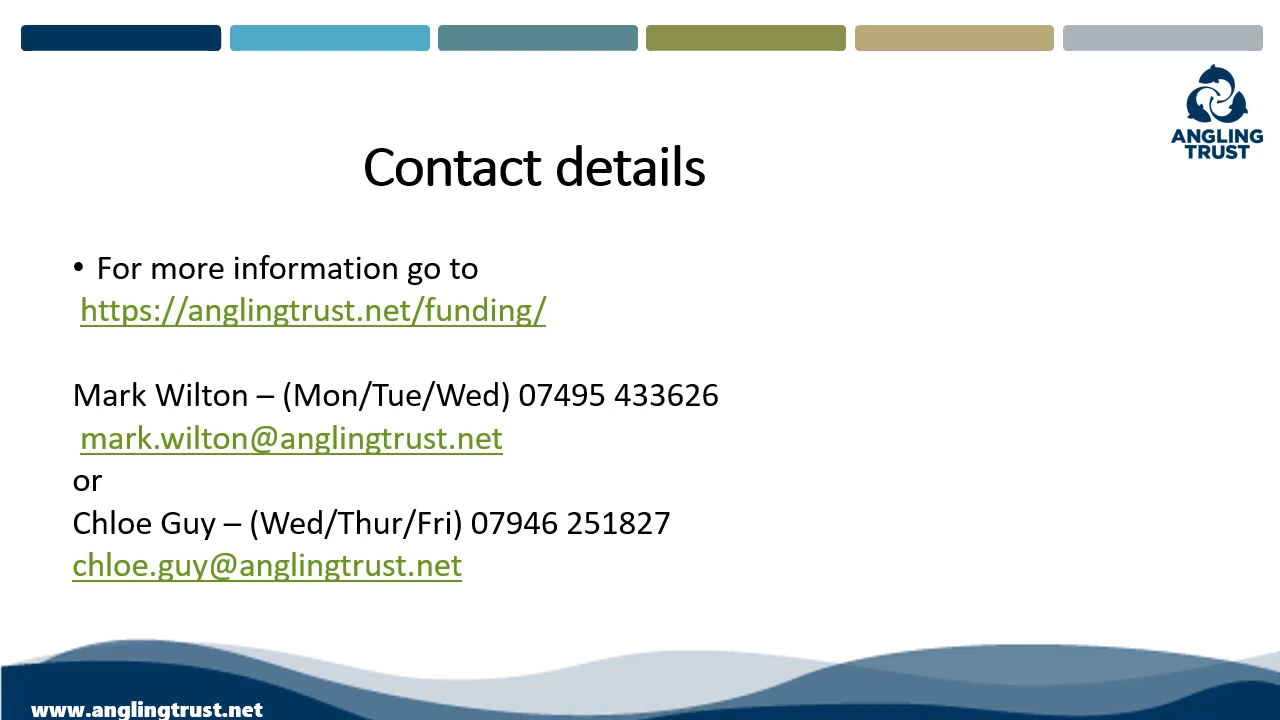 ANGLING
TRUST
Contact details
• For more information go to
https://anglingtrust.net/funding/
Mark Wilton – (Mon/Tue/Wed) 07495 433626
mark.wilton@anglingtrust.net
or
Chloe Guy – (Wed/Thur/Fri) 07946 251827
chloe.guy@anglingtrust.net
www.anglingtrust.net